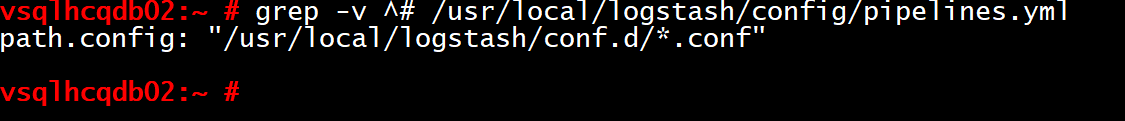 vsqlhcqdb02:~ # grep -v ^# /usr/local/logstash/config/pipelines.yml
path.config: "/usr/local/logstash/conf.d/*.conf"
vsqlhcqdb02:~ #